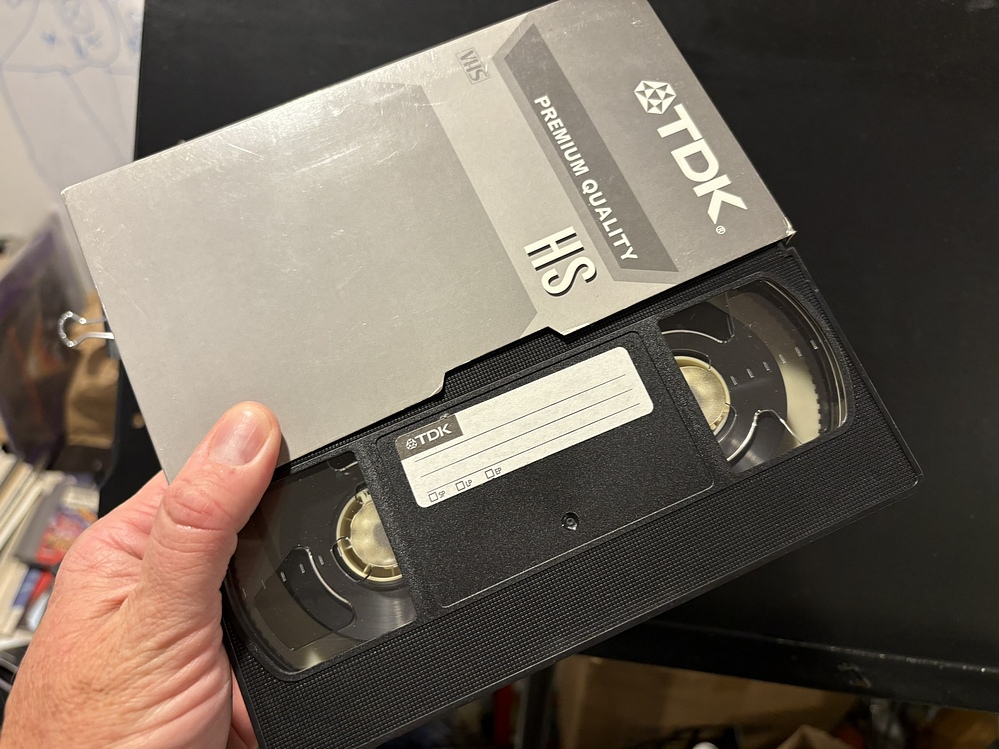 VHS
TDK®
PREMIUM QUALITY
HS
TDK
SP LP EP